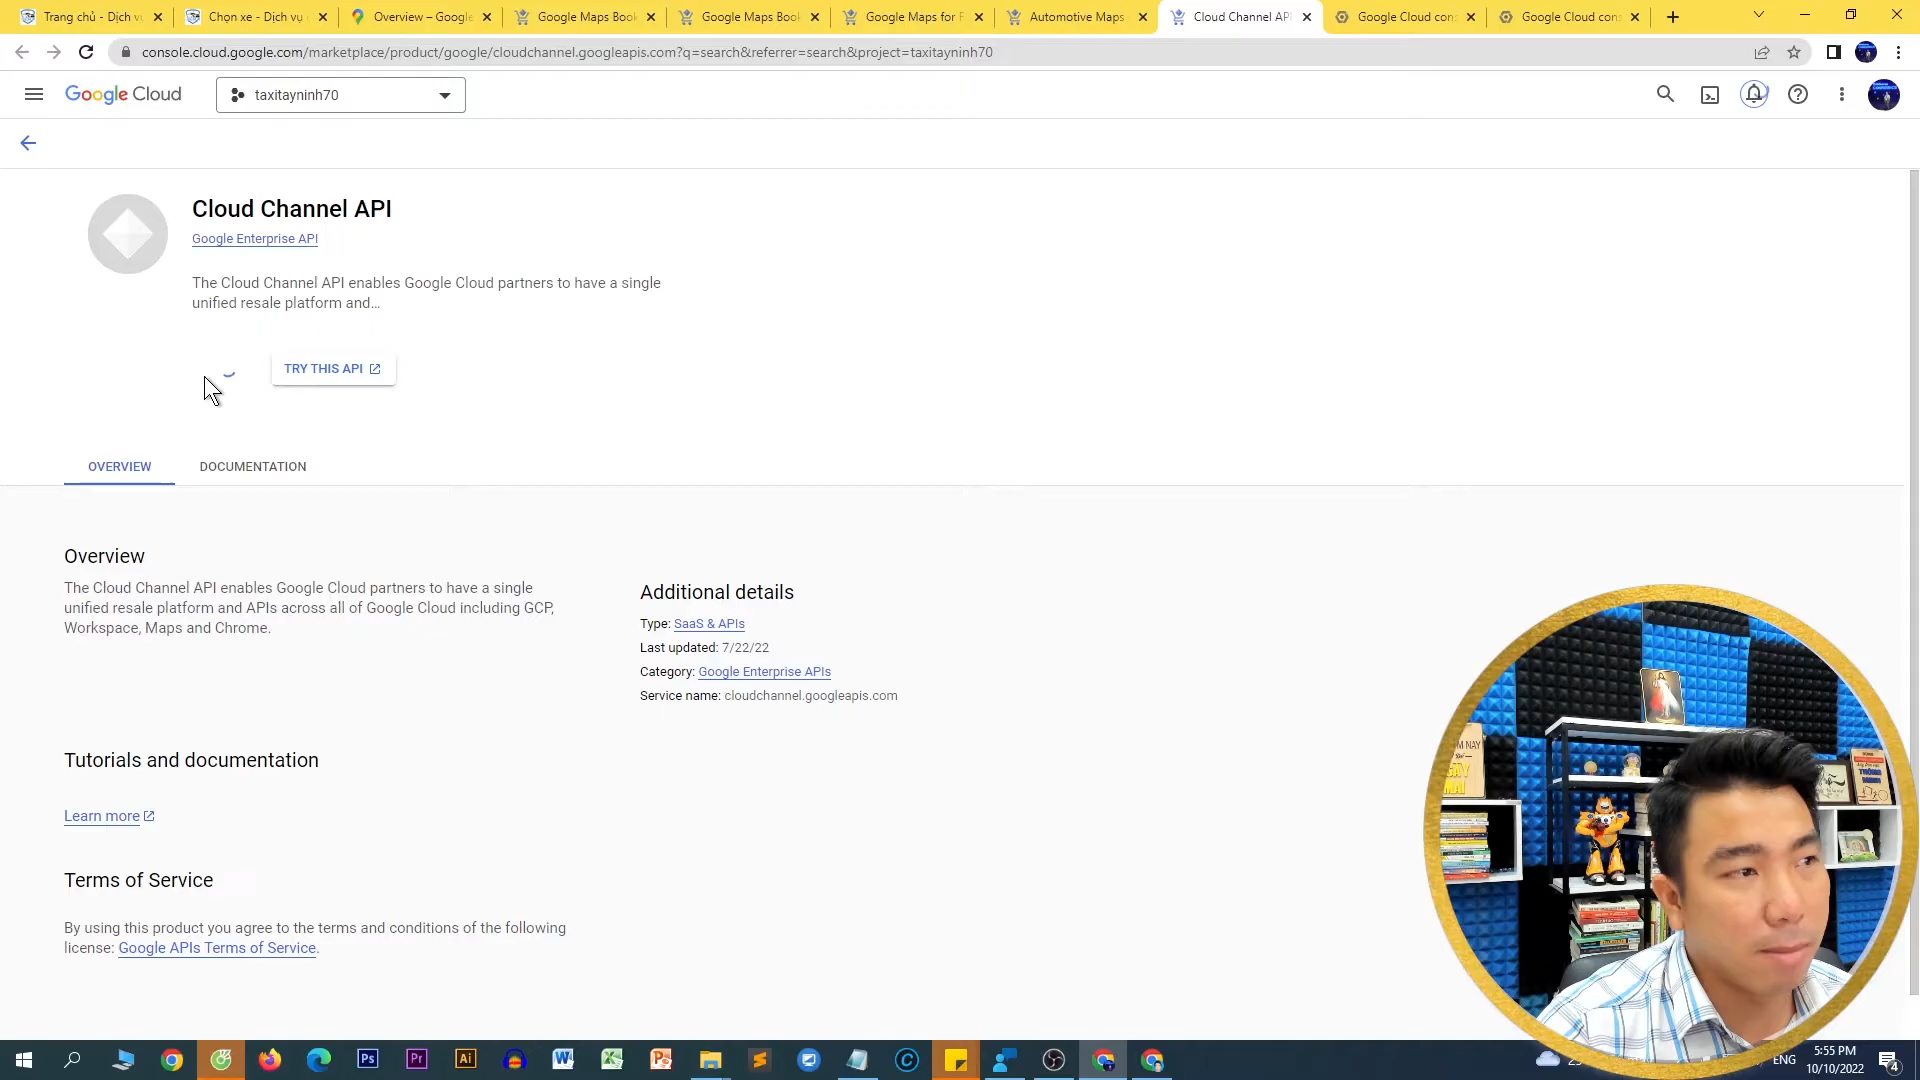 Trang chủ - Dịch vụ
Chọn xe - Dịch vụ
Overview – Google
Google Maps Book
Google Maps Book
Google Maps for F
Automotive Maps
Cloud Channel API
Google Cloud cons
Google Cloud cons
console.cloud.google.com/marketplace/product/google/cloudchannel.googleapis.com?q=search&referrer=search&project=taxitayninh70
Google Cloud
taxitayninh70
Cloud Channel API
Google Enterprise API
The Cloud Channel API enables Google Cloud partners to have a single
unified resale platform and…
TRY THIS API
OVERVIEW
DOCUMENTATION
Overview
The Cloud Channel API enables Google Cloud partners to have a single
unified resale platform and APIs across all of Google Cloud including GCP,
Workspace, Maps and Chrome.
Additional details
Type: SaaS & APIs
Last updated: 7/22/22
Category: Google Enterprise APIs
Service name: cloudchannel.googleapis.com
Tutorials and documentation
Learn more
Terms of Service
By using this product you agree to the terms and conditions of the following
license: Google APIs Terms of Service.
NAY
MAI
Ps
Pr
Ai
ENG
5:55 PM
10/10/2022
4